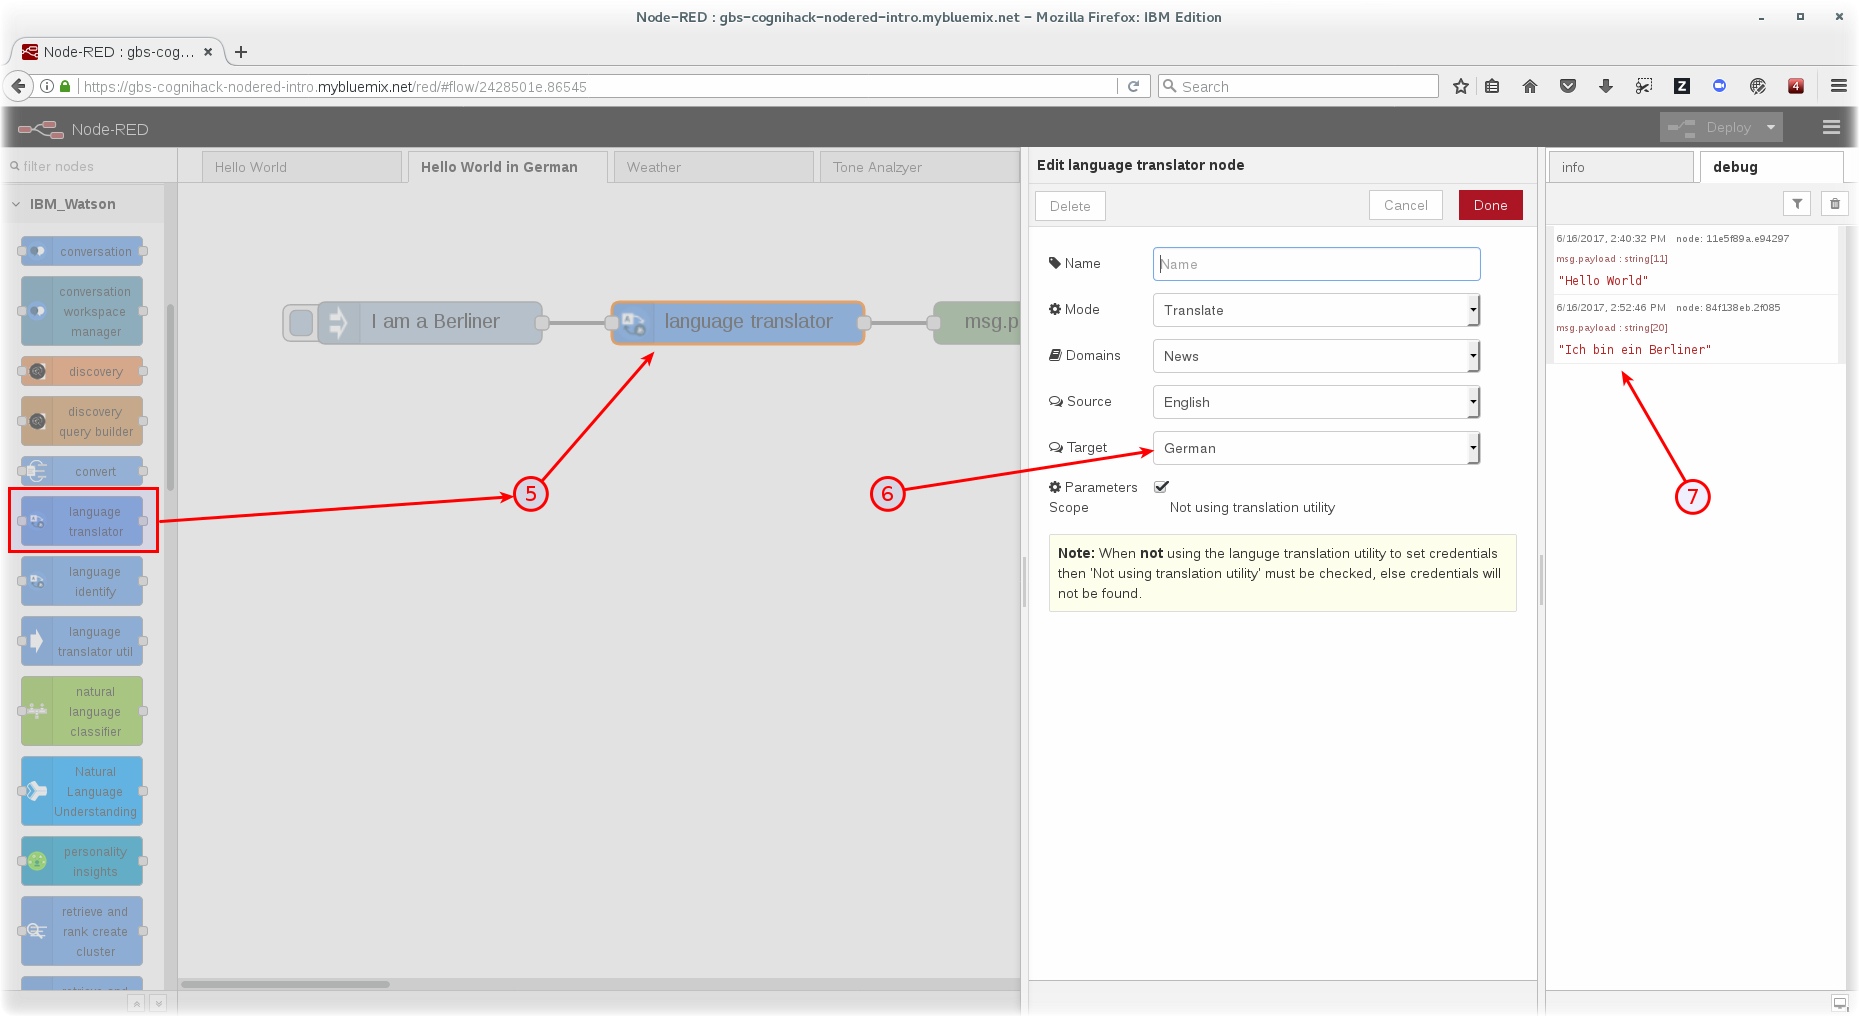 Node-RED : gbs-cognihack-nodered-intro.mybluemix.net - Mozilla Firefox: IBM Edition
Node-RED : gbs-cog...
https://gbs-cognihack-nodered-intro.mybluemix.net/red/#flow/2428501e.86545
Search
Z
4
Node-RED
Deploy
filter nodes
Hello World
Hello World in German
Weather
Tone Analzyer
IBM_Watson
conversation
conversation
workspace
manager
discovery
discovery
query builder
convert
language
translator
language
identify
language
translator util
natural
language
classifier
Natural
Language
Understanding
personality
insights
retrieve and
rank create
cluster
retrieve and
I am a Berliner
language translator
msg.p
5
6
7
Edit language translator node
Delete
Cancel
Done
Name
Name
Mode
Translate
Domains
News
Source
English
Target
German
Parameters
Scope
Not using translation utility
Note: When not using the languge translation utility to set credentials
then 'Not using translation utility' must be checked, else credentials will
not be found.
info
debug
6/16/2017, 2:40:32 PM node: 11e5f89a.e94297
msg.payload : string[11]
"Hello World"
6/16/2017, 2:52:46 PM node: 84f138eb.2f085
msg.payload : string[20]
"Ich bin ein Berliner"